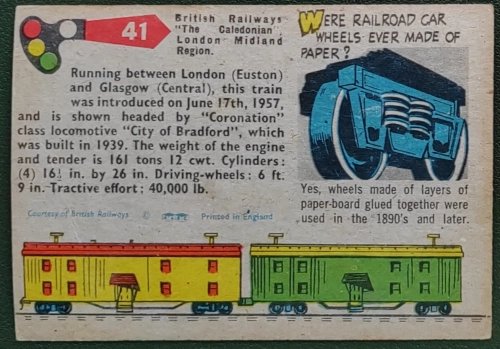 41
British Railways
"The Caledonian"
London Midland
Region.
Running between London (Euston)
and Glasgow (Central), this train
was introduced on June 17th, 1957,
and is shown headed by "Coronation"
class locomotive "City of Bradford", which
was built in 1939. The weight of the engine
and tender is 161 tons 12 cwt. Cylinders:
(4) 16½ in. by 26 in. Driving-wheels: 6 ft.
9 in. Tractive effort: 40,000 lb.
Courtesy of British Railways © Printed in England
WERE RAILROAD CAR
WHEELS EVER MADE OF
PAPER?
Yes, wheels made of layers of
paper-board glued together were
used in the 1890's and later.